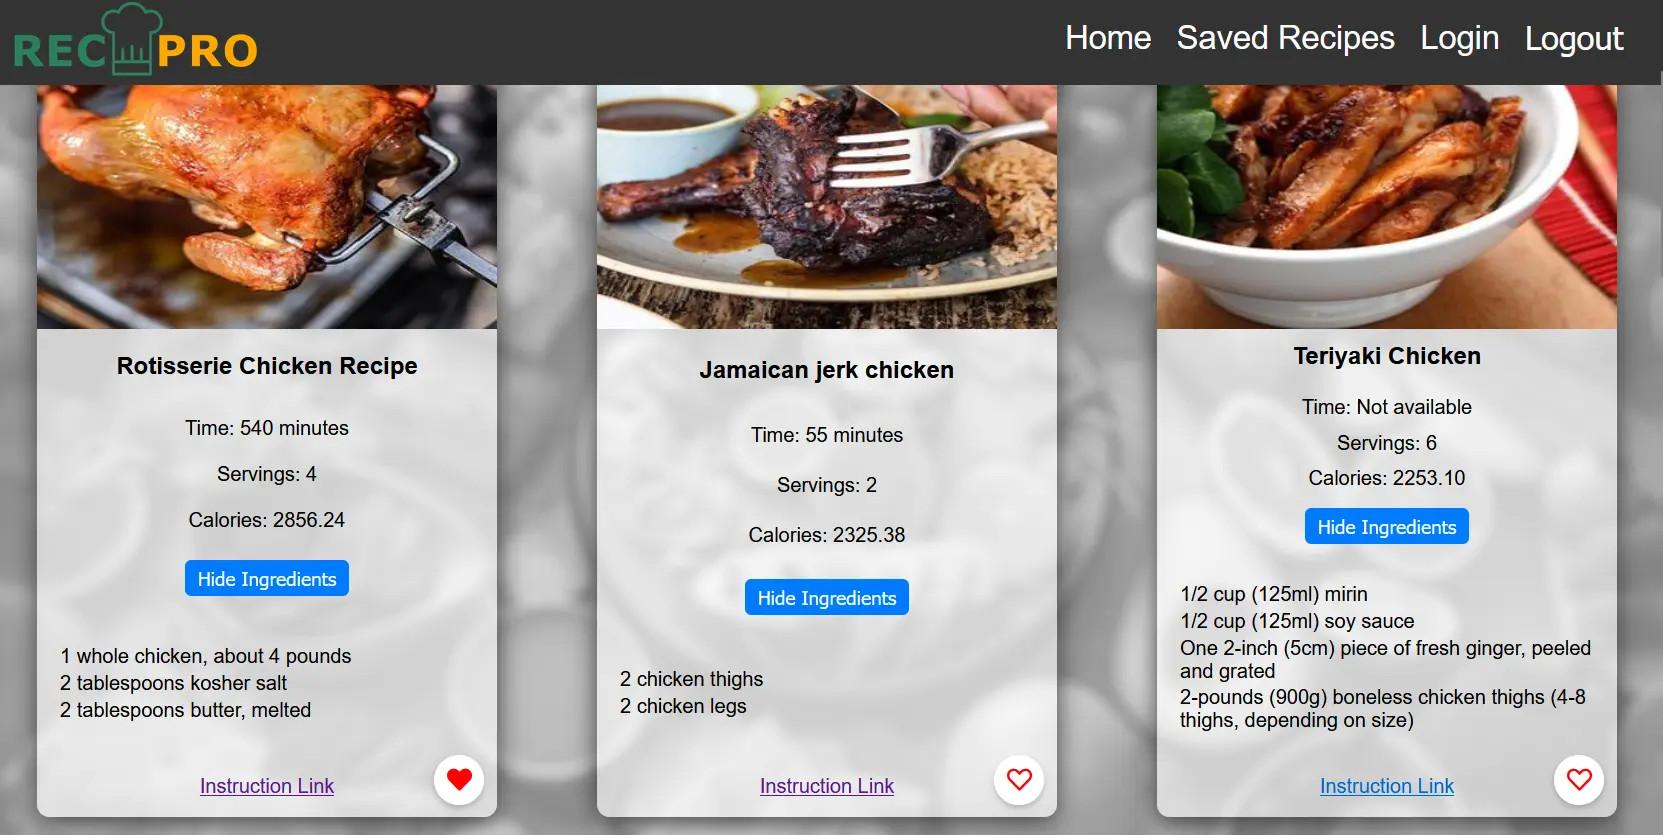 REC PRO
Home Saved Recipes Login Logout
Rotisserie Chicken Recipe
Time: 540 minutes
Servings: 4
Calories: 2856.24
Hide Ingredients
1 whole chicken, about 4 pounds
2 tablespoons kosher salt
2 tablespoons butter, melted
Instruction Link
Jamaican jerk chicken
Time: 55 minutes
Servings: 2
Calories: 2325.38
Hide Ingredients
2 chicken thighs
2 chicken legs
Instruction Link
Teriyaki Chicken
Time: Not available
Servings: 6
Calories: 2253.10
Hide Ingredients
1/2 cup (125ml) mirin
1/2 cup (125ml) soy sauce
One 2-inch (5cm) piece of fresh ginger, peeled
and grated
2-pounds (900g) boneless chicken thighs (4-8
thighs, depending on size)
Instruction Link